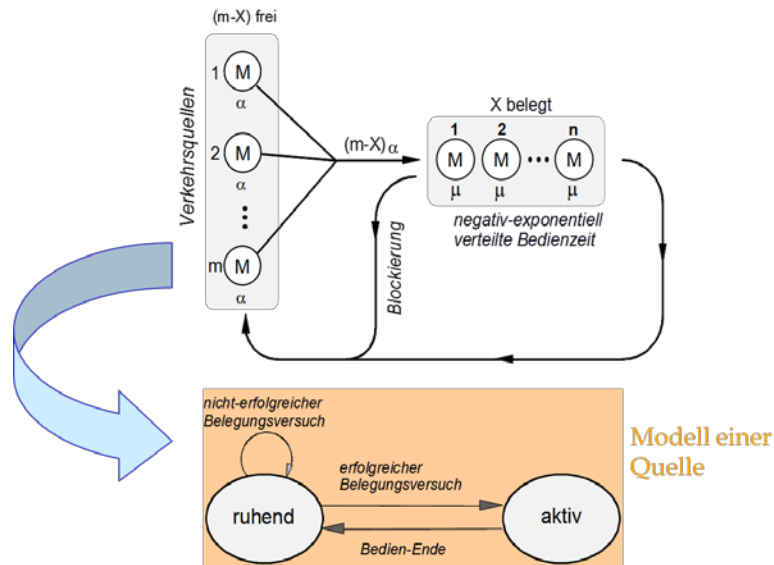 (m-X) frei
Verkehrsquellen
1 M
α
2 M
α
m M
α
(m-X)α
X belegt
1 2 n
M M ••• M
μ μ μ
negativ-exponentiell
verteilte Bedienzeit
Blockierung
nicht-erfolgreicher
Belegungsversuch
erfolgreicher
Belegungsversuch
ruhend
aktiv
Bedien-Ende
Modell einer
Quelle